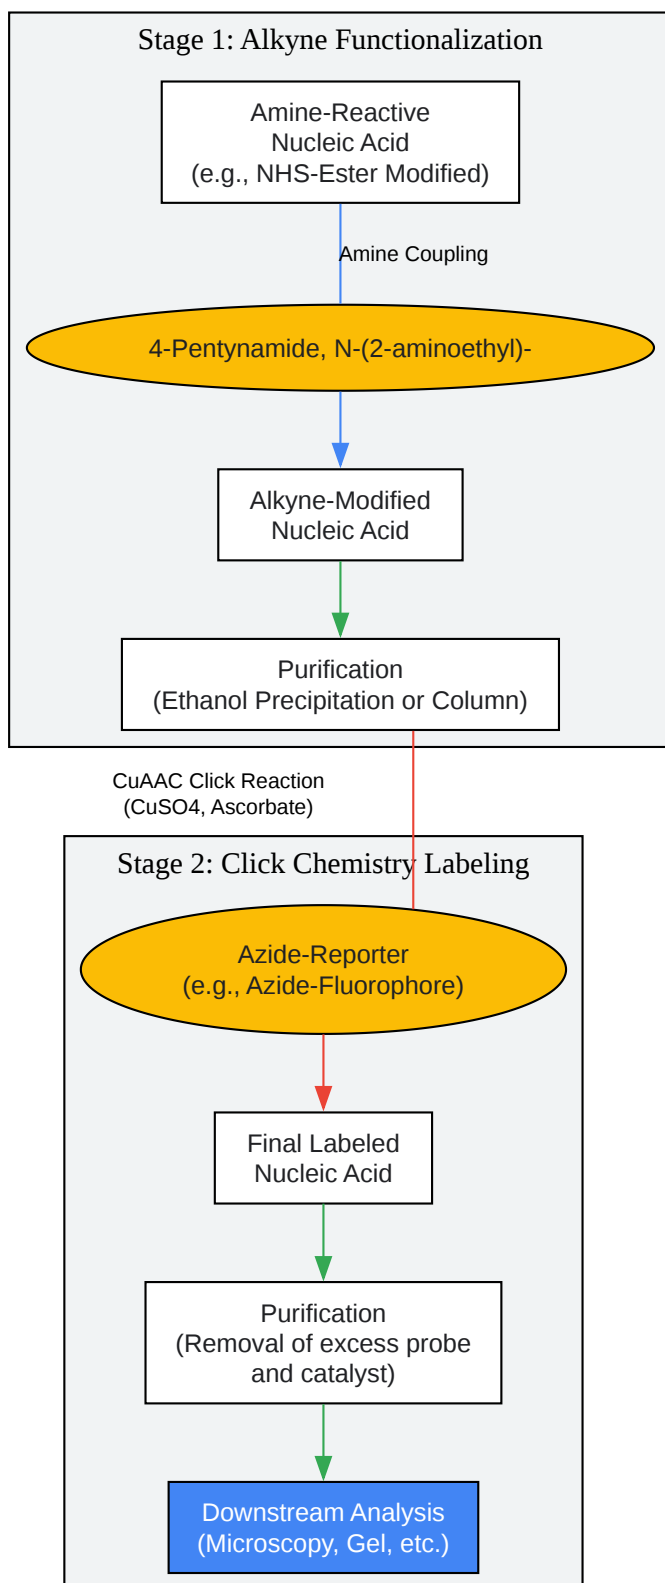 Stage 1: Alkyne Functionalization
Amine-Reactive
Nucleic Acid
(e.g., NHS-Ester Modified)
Amine Coupling
4-Pentynamide, N-(2-aminoethyl)-
Alkyne-Modified
Nucleic Acid
Purification
(Ethanol Precipitation or Column)
CuAAC Click Reaction
(CuSO4, Ascorbate)
Stage 2: Click Chemistry Labeling
Azide-Reporter
(e.g., Azide-Fluorophore)
Final Labeled
Nucleic Acid
Purification
(Removal of excess probe
and catalyst)
Downstream Analysis
(Microscopy, Gel, etc.)